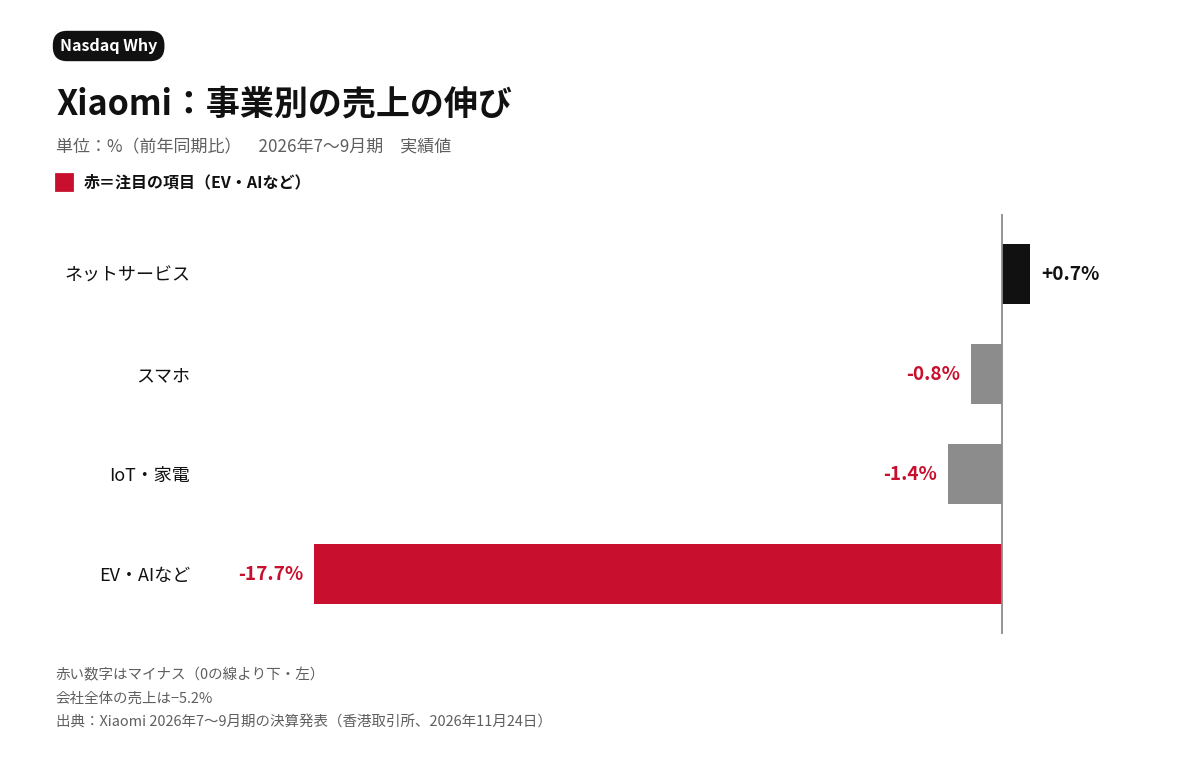 Nasdaq Why
Xiaomi：事業別の売上の伸び
単位：%（前年同期比）　2026年7〜9月期　実績値
赤＝注目の項目（EV・AIなど）
ネットサービス
+0.7%
スマホ
-0.8%
IoT・家電
-1.4%
EV・AIなど
-17.7%
赤い数字はマイナス（0の線より下・左）
会社全体の売上は−5.2%
出典：Xiaomi 2026年7〜9月期の決算発表（香港取引所、2026年11月24日）